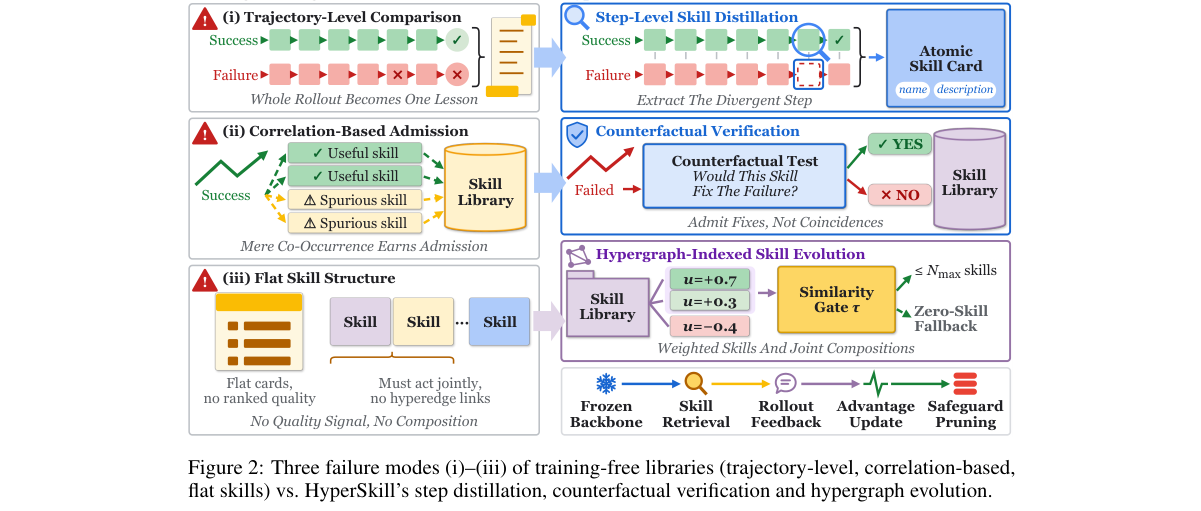 (i) Trajectory-Level Comparison
Success
Failure
Whole Rollout Becomes One Lesson
Step-Level Skill Distillation
Success
Failure
Extract The Divergent Step
Atomic
Skill Card
name description
(ii) Correlation-Based Admission
Success
✓ Useful skill
✓ Useful skill
⚠ Spurious skill
⚠ Spurious skill
Skill
Library
Mere Co-Occurrence Earns Admission
Counterfactual Verification
Failed
Counterfactual Test
Would This Skill
Fix The Failure?
✓ YES
✕ NO
Skill
Library
Admit Fixes, Not Coincidences
(iii) Flat Skill Structure
Skill
Skill
...
Skill
Flat cards,
no ranked quality
Must act jointly,
no hyperedge links
No Quality Signal, No Composition
Hypergraph-Indexed Skill Evolution
Skill
Library
u=+0.7
u=+0.3
u=−0.4
Similarity
Gate τ
≤ Nmax skills
Zero-Skill
Fallback
Weighted Skills And Joint Compositions
Frozen
Backbone
Skill
Retrieval
Rollout
Feedback
Advantage
Update
Safeguard
Pruning
Figure 2: Three failure modes (i)–(iii) of training-free libraries (trajectory-level, correlation-based,
flat skills) vs. HyperSkill's step distillation, counterfactual verification and hypergraph evolution.